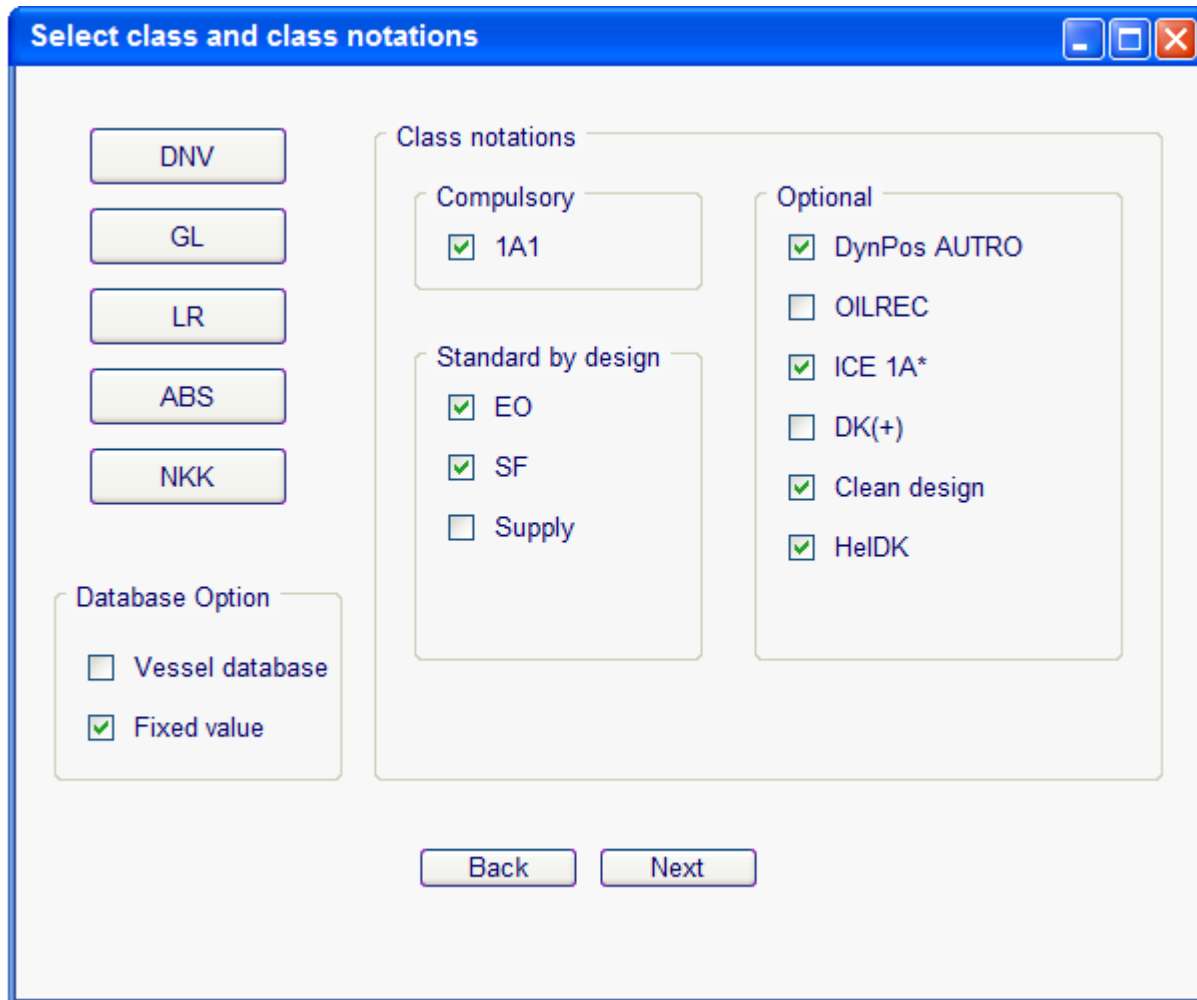 Select class and class notations
DNV
GL
LR
ABS
NKK
Database Option
Vessel database
Fixed value
Class notations
Compulsory
1A1
Standard by design
EO
SF
Supply
Optional
DynPos AUTRO
OILREC
ICE 1A*
DK(+)
Clean design
HelDK
Back
Next